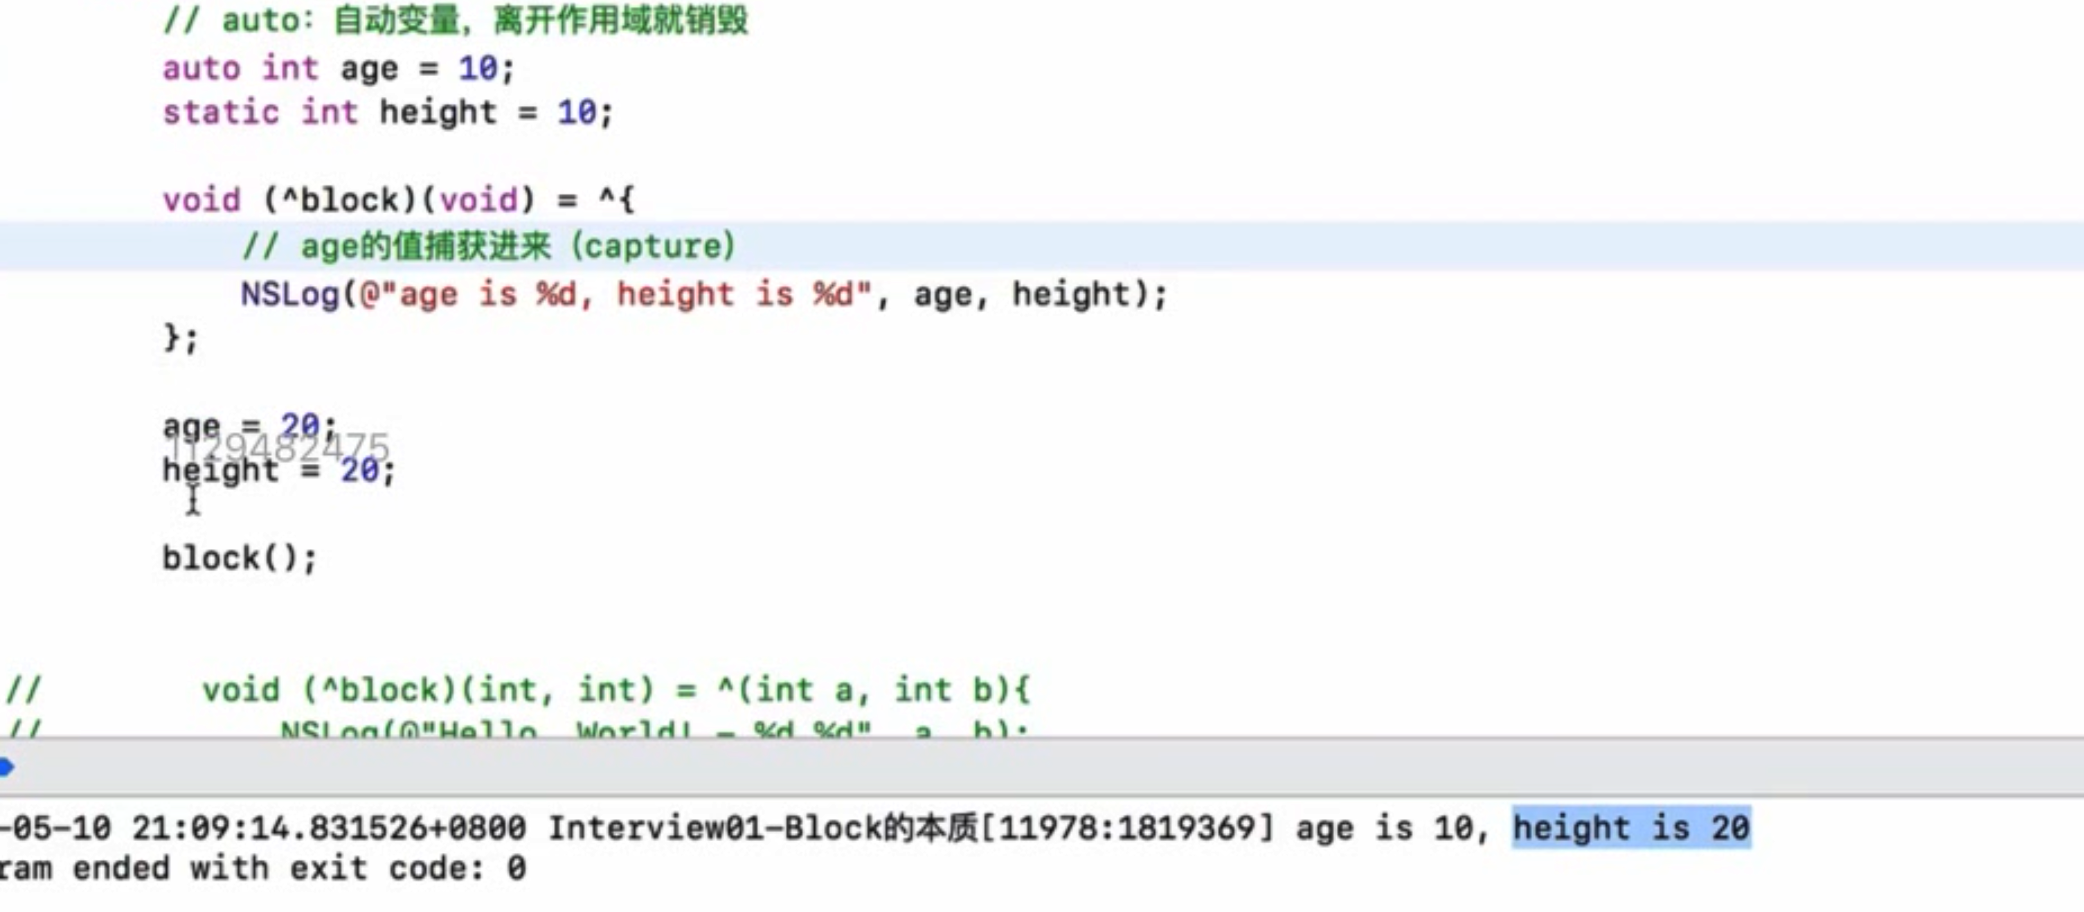 // auto：自动变量，离开作用域就销毁
auto int age = 10;
static int height = 10;
void (^block)(void) = ^{
// age的值捕获进来（capture）
NSLog(@"age is %d, height is %d", age, height);
};
age = 20;
1129482475
height = 20;
block();
// void (^block)(int, int) = ^(int a, int b){
// NSLog(@"Hello, World! - %d %d", a, b);
-05-10 21:09:14.831526+0800 Interview01-Block的本质[11978:1819369] age is 10, height is 20
ram ended with exit code: 0